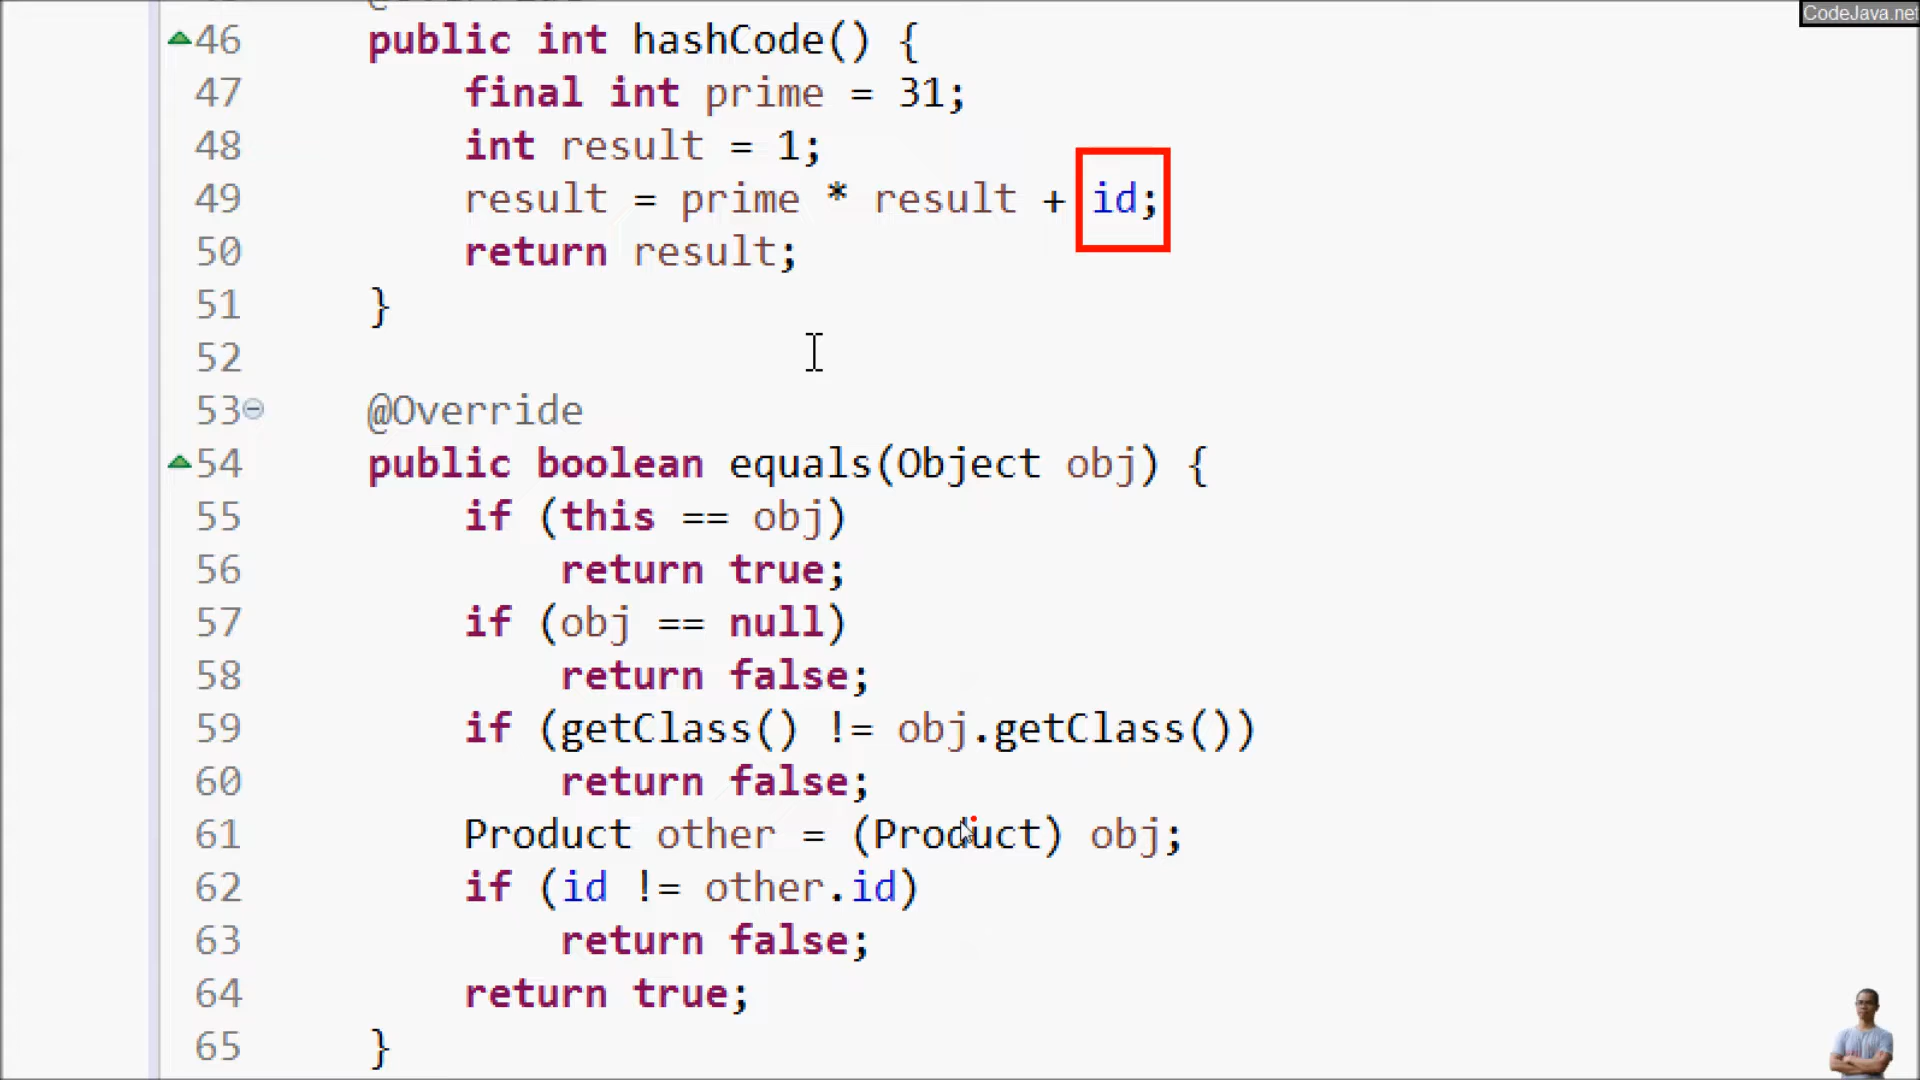 CodeJava.net
46 public int hashCode() {
47 final int prime = 31;
48 int result = 1;
49 result = prime * result + id;
50 return result;
51 }
52
53 @Override
54 public boolean equals(Object obj) {
55 if (this == obj)
56 return true;
57 if (obj == null)
58 return false;
59 if (getClass() != obj.getClass())
60 return false;
61 Product other = (Product) obj;
62 if (id != other.id)
63 return false;
64 return true;
65 }